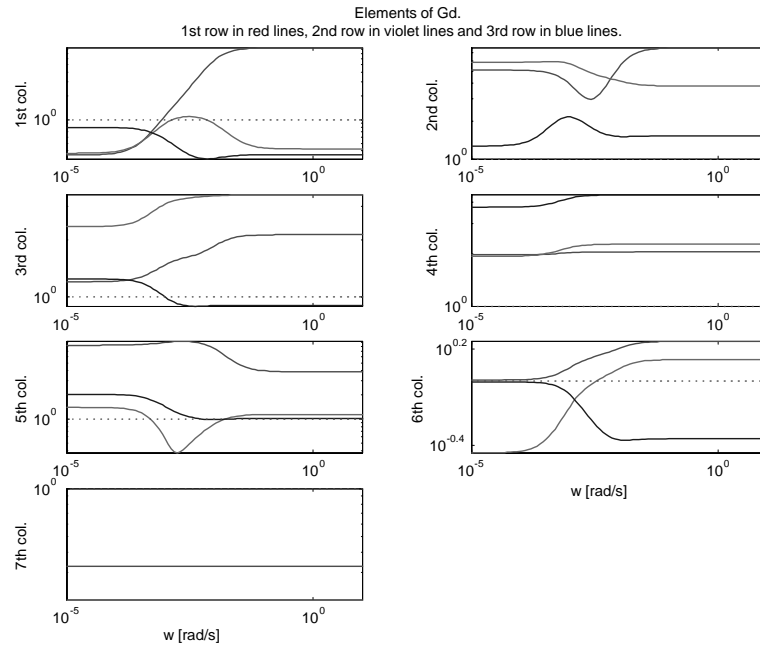 Elements of Gd.
1st row in red lines, 2nd row in violet lines and 3rd row in blue lines.
1st col.
10^0
10^-5
10^0
2nd col.
10^0
10^-5
10^0
3rd col.
10^0
10^-5
10^0
4th col.
10^0
10^-5
10^0
5th col.
10^0
10^-5
10^0
6th col.
10^0.2
10^-0.4
10^-5
10^0
w [rad/s]
7th col.
10^0
10^-5
10^0
w [rad/s]